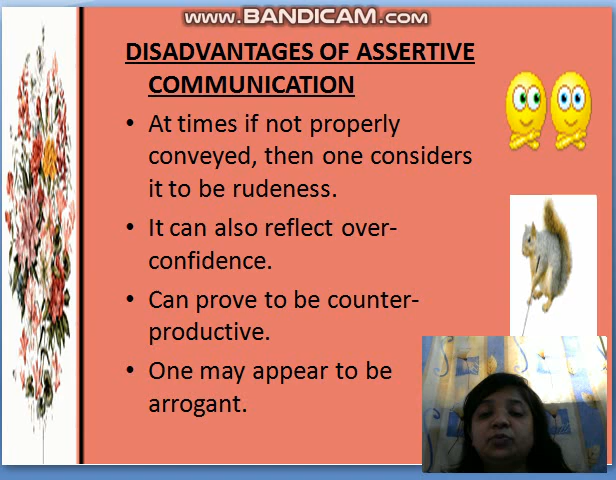 www.BANDICAM.com
DISADVANTAGES OF ASSERTIVE
COMMUNICATION
• At times if not properly
conveyed, then one considers
it to be rudeness.
• It can also reflect over-
confidence.
• Can prove to be counter-
productive.
• One may appear to be
arrogant.